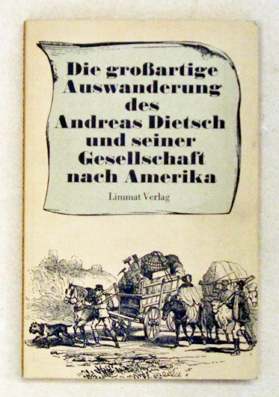 Die großartige
Auswanderung
des
Andreas Dietsch
und seiner
Gesellschaft
nach Amerika
Limmat Verlag